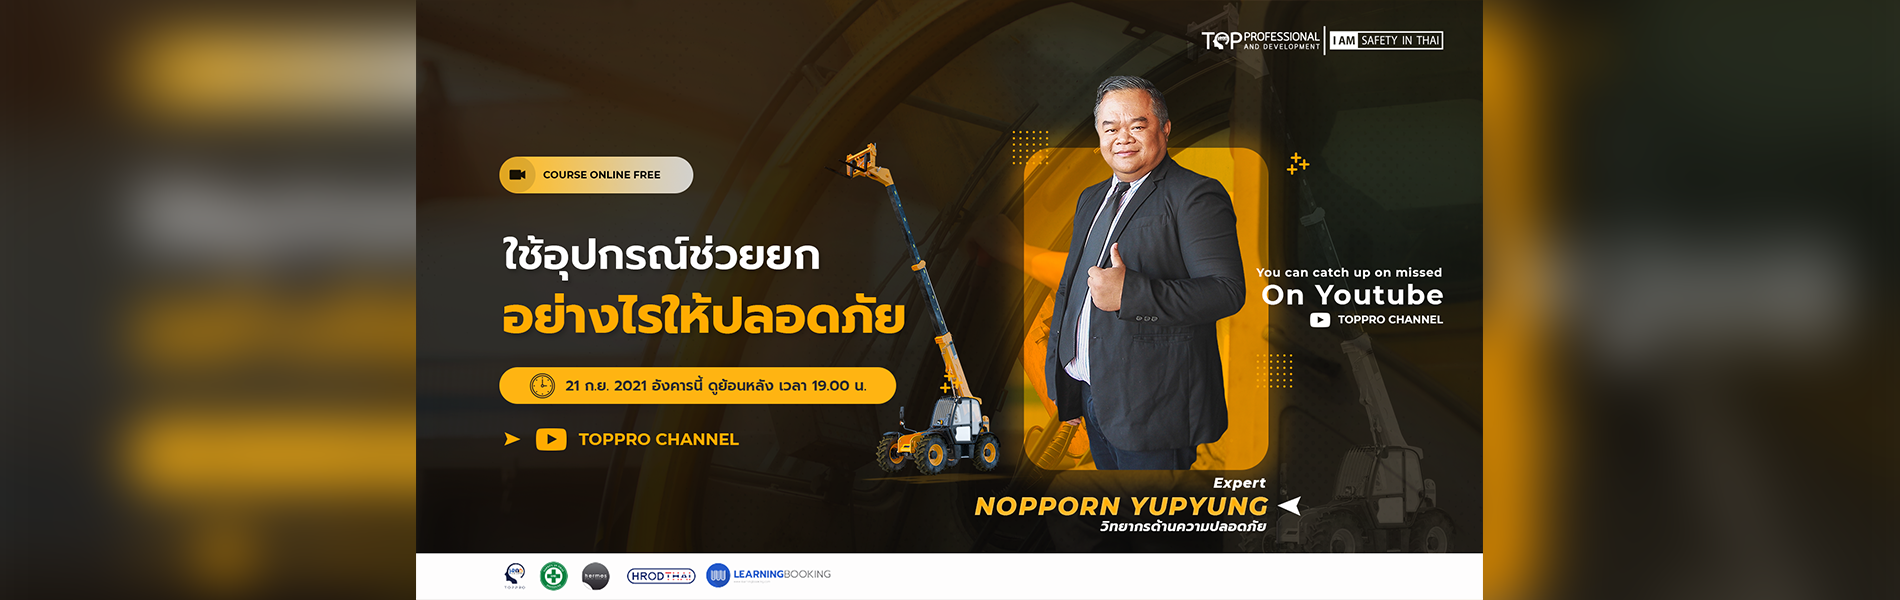 TOP PROFESSIONAL
AND DEVELOPMENT
I AM SAFETY IN THAI
COURSE ONLINE FREE
ใช้อุปกรณ์ช่วยยก
อย่างไรให้ปลอดภัย
21 ก.ย. 2021 อังคารนี้ ดูย้อนหลัง เวลา 19.00 น.
TOPPRO CHANNEL
You can catch up on missed
On Youtube
TOPPRO CHANNEL
Expert
NOPPORN YUPYUNG
วิทยากรด้านความปลอดภัย
TOPPRO
hermes
HRODTHAI
LEARNINGBOOKING